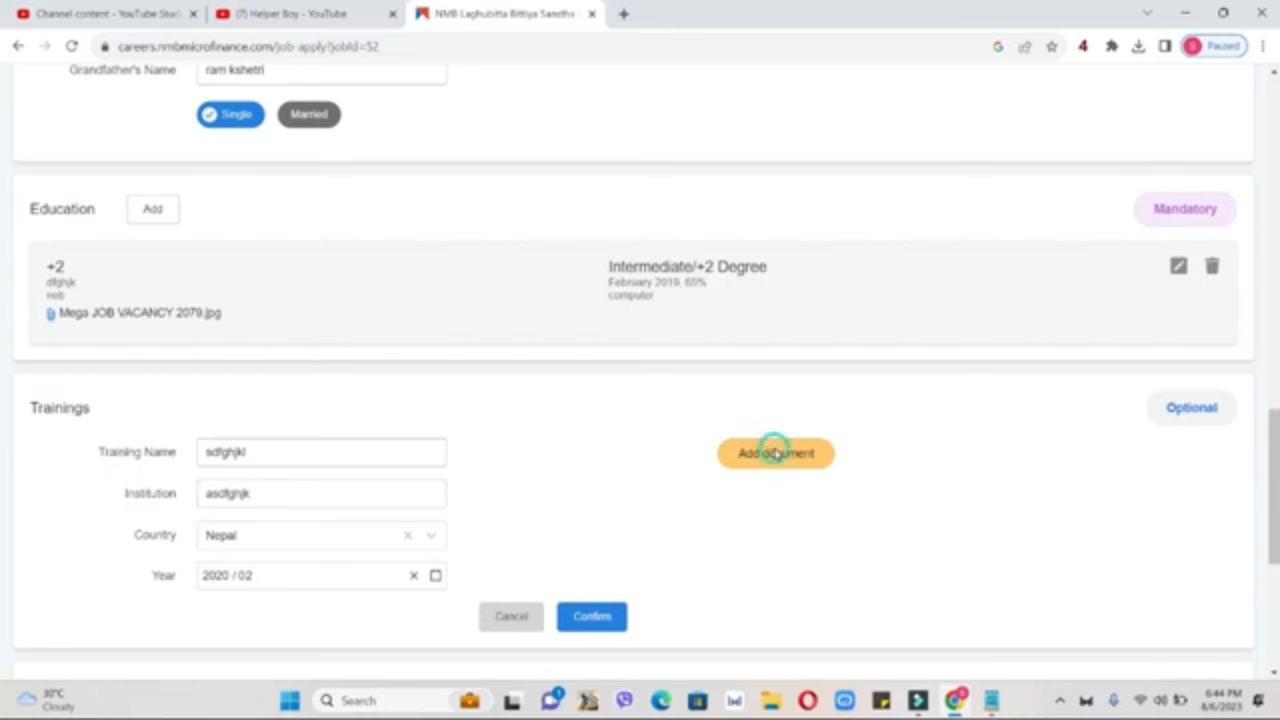 Channel content - YouTube Stud
(7) Helper Boy - YouTube
NMB Laghubitta Bittiya Sanstha
careers.nmbmicrofinance.com/job-apply?jobId=52
4
S Paused
Grandfather's Name
ram kshetri
Single
Married
Education
Add
Mandatory
+2
dfghjk
neb
Mega JOB VACANCY 2079.jpg
Intermediate/+2 Degree
February 2019, 65%
computer
Trainings
Optional
Training Name
sdfghjkl
Add document
Institution
asdfghjk
Country
Nepal
Year
2020 / 02
Cancel
Confirm
30°C
Cloudy
Search
6:44 PM
8/6/2023